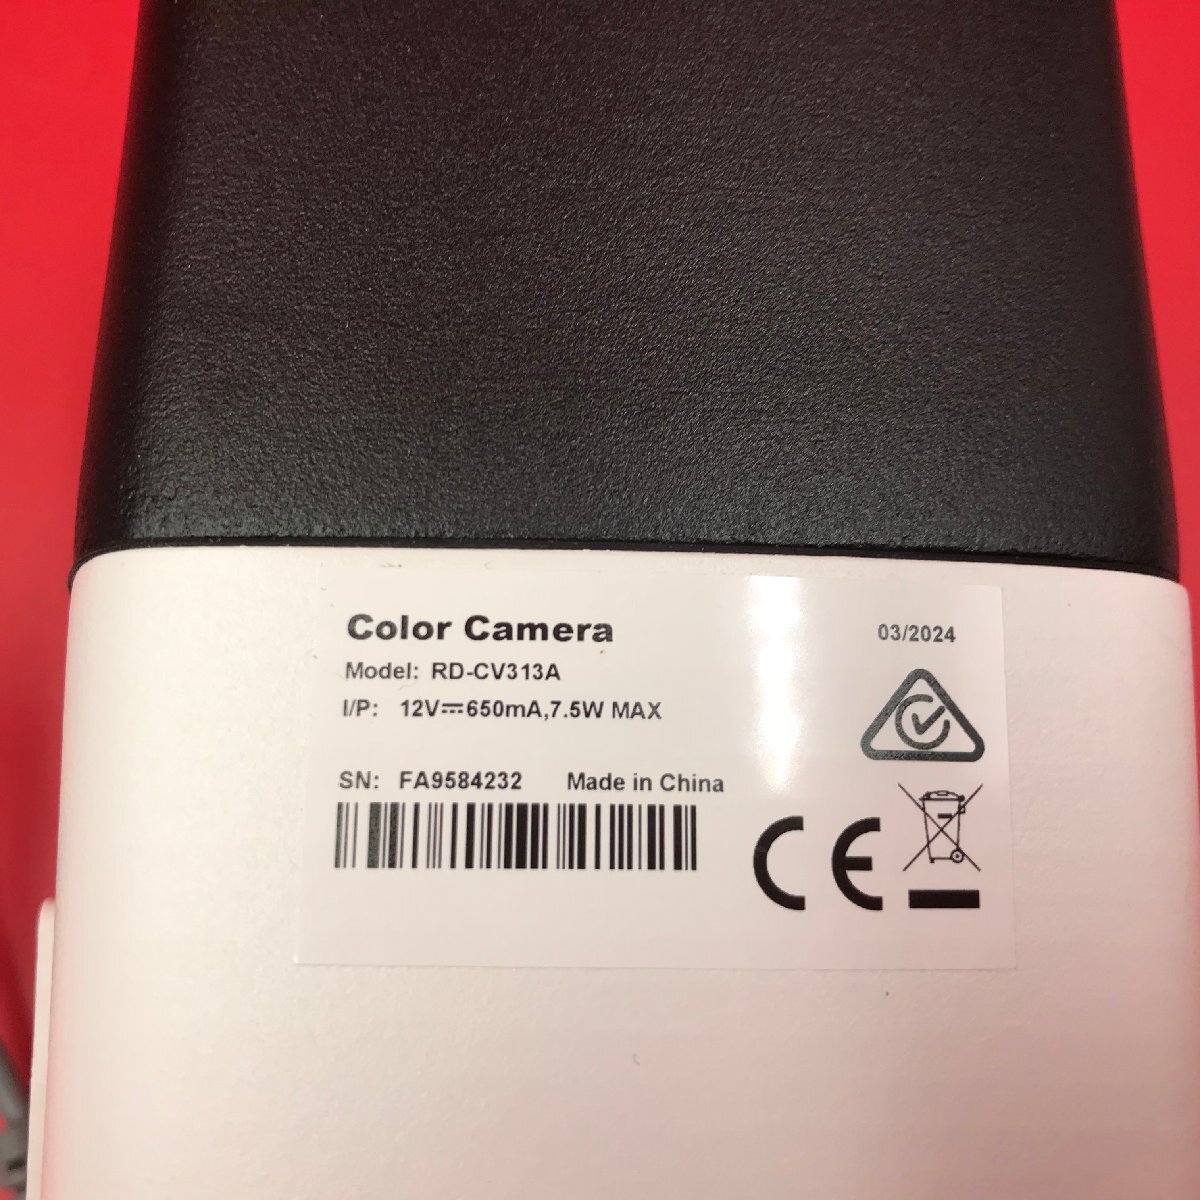 Color Camera
03/2024
Model: RD-CV313A
I/P: 12V⎓650mA,7.5W MAX
SN: FA9584232 Made in China
CE